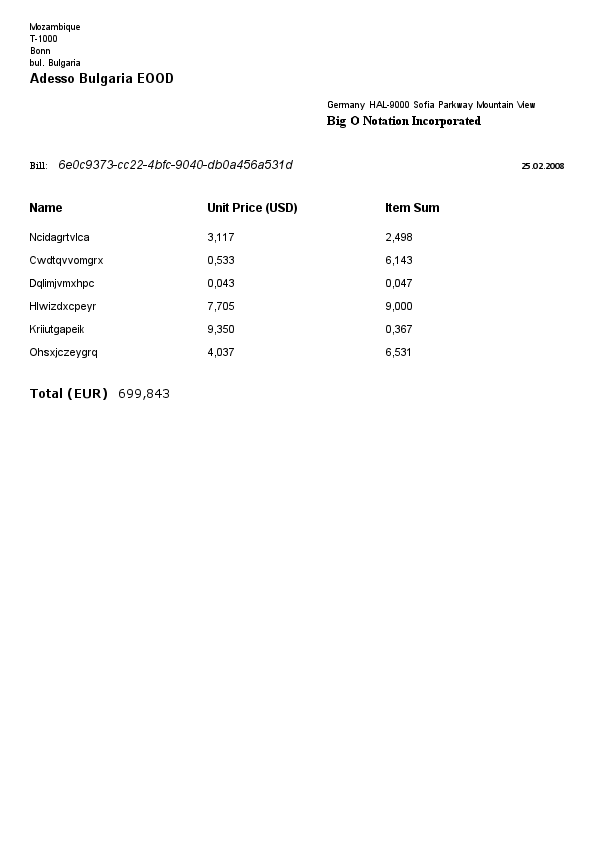 Mozambique
T-1000
Bonn
bul. Bulgaria
Adesso Bulgaria EOOD
Germany HAL-9000 Sofia Parkway Mountain View
Big O Notation Incorporated
Bill: 6e0c9373-cc22-4bfc-9040-db0a456a531d 25.02.2008
Name Unit Price (USD) Item Sum
Ncidagrtvlca 3,117 2,498
Cwdtqvvomgrx 0,533 6,143
Dqlimjvmxhpc 0,043 0,047
Hlwizdxcpeyr 7,705 9,000
Kriiutgapeik 9,350 0,367
Ohsxjczeygrq 4,037 6,531
Total (EUR) 699,843